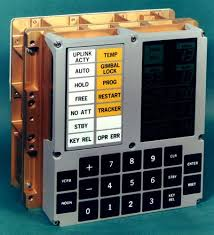 UPLINK ACTY
TEMP
AUTO
GIMBAL LOCK
HOLD
PROG
FREE
RESTART
NO ATT
TRACKER
STBY
KEY REL
OPR ERR
+ 7 8 9 CLR
ENTER
VERB - 4 5 6 STBY
RSET
NOUN 0 1 2 3 KEY REL